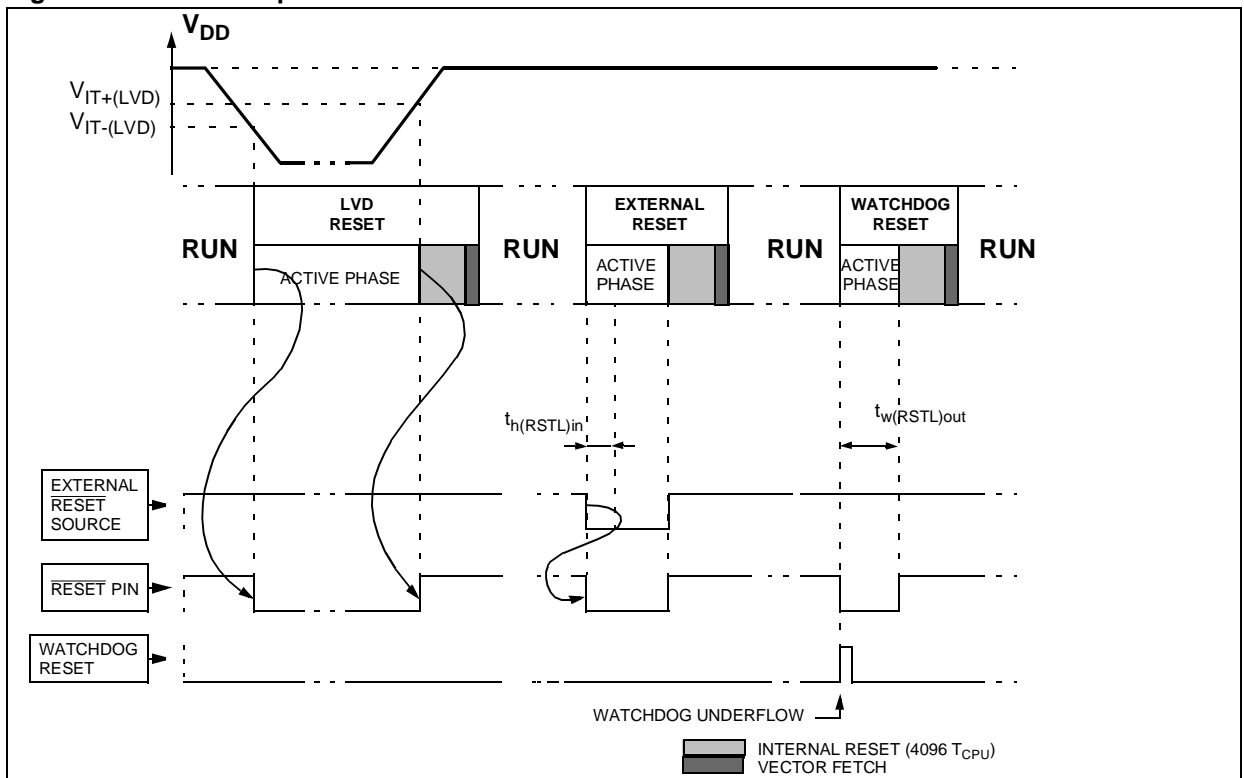 V_DD
V_IT+(LVD)
V_IT-(LVD)
LVD
RESET
EXTERNAL
RESET
WATCHDOG
RESET
RUN
RUN
RUN
RUN
ACTIVE PHASE
ACTIVE
PHASE
ACTIVE
PHASE
t_h(RSTL)in
t_w(RSTL)out
EXTERNAL
RESET
SOURCE
RESET PIN
WATCHDOG
RESET
WATCHDOG UNDERFLOW
INTERNAL RESET (4096 T_CPU)
VECTOR FETCH